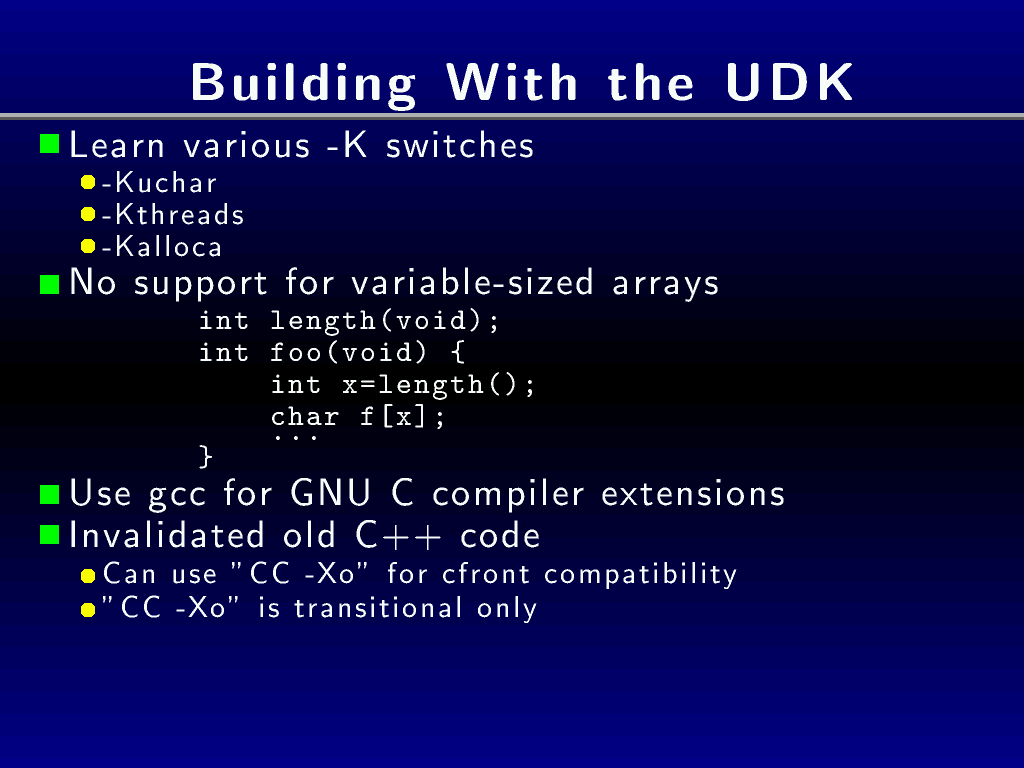 Building With the UDK
Learn various -K switches
-Kuchar
-Kthreads
-Kalloca
No support for variable-sized arrays
int length(void);
int foo(void) {
    int x=length();
    char f[x];
    ...
}
Use gcc for GNU C compiler extensions
Invalidated old C++ code
Can use ”CC -Xo” for cfront compatibility
”CC -Xo” is transitional only